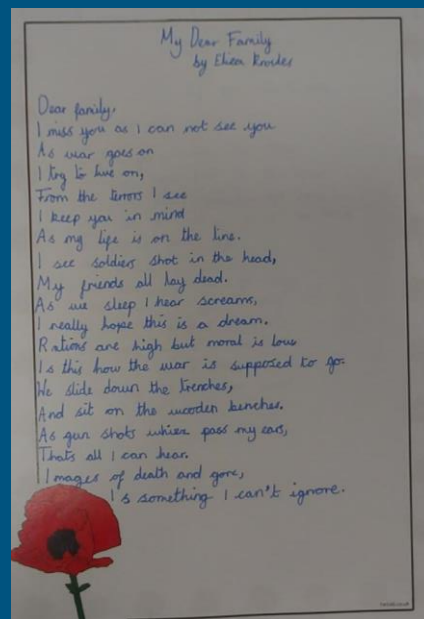 My Dear Family
by Eliza
Dear family,
I miss you as I can not see you
As war goes on
I try to live on,
From the terrors I see
I keep you in mind
As my life is on the line.
I see soldiers shot in the head,
My friends all lay dead.
As we sleep I hear screams,
I really hope this is a dream.
Rations are high but moral is low
Is this how the war is supposed to go.
We slide down the trenches,
And sit on the wooden benches.
As gun shots pass my ears,
Thats all I can hear.
Images of death and gore,
Is something I can't ignore.